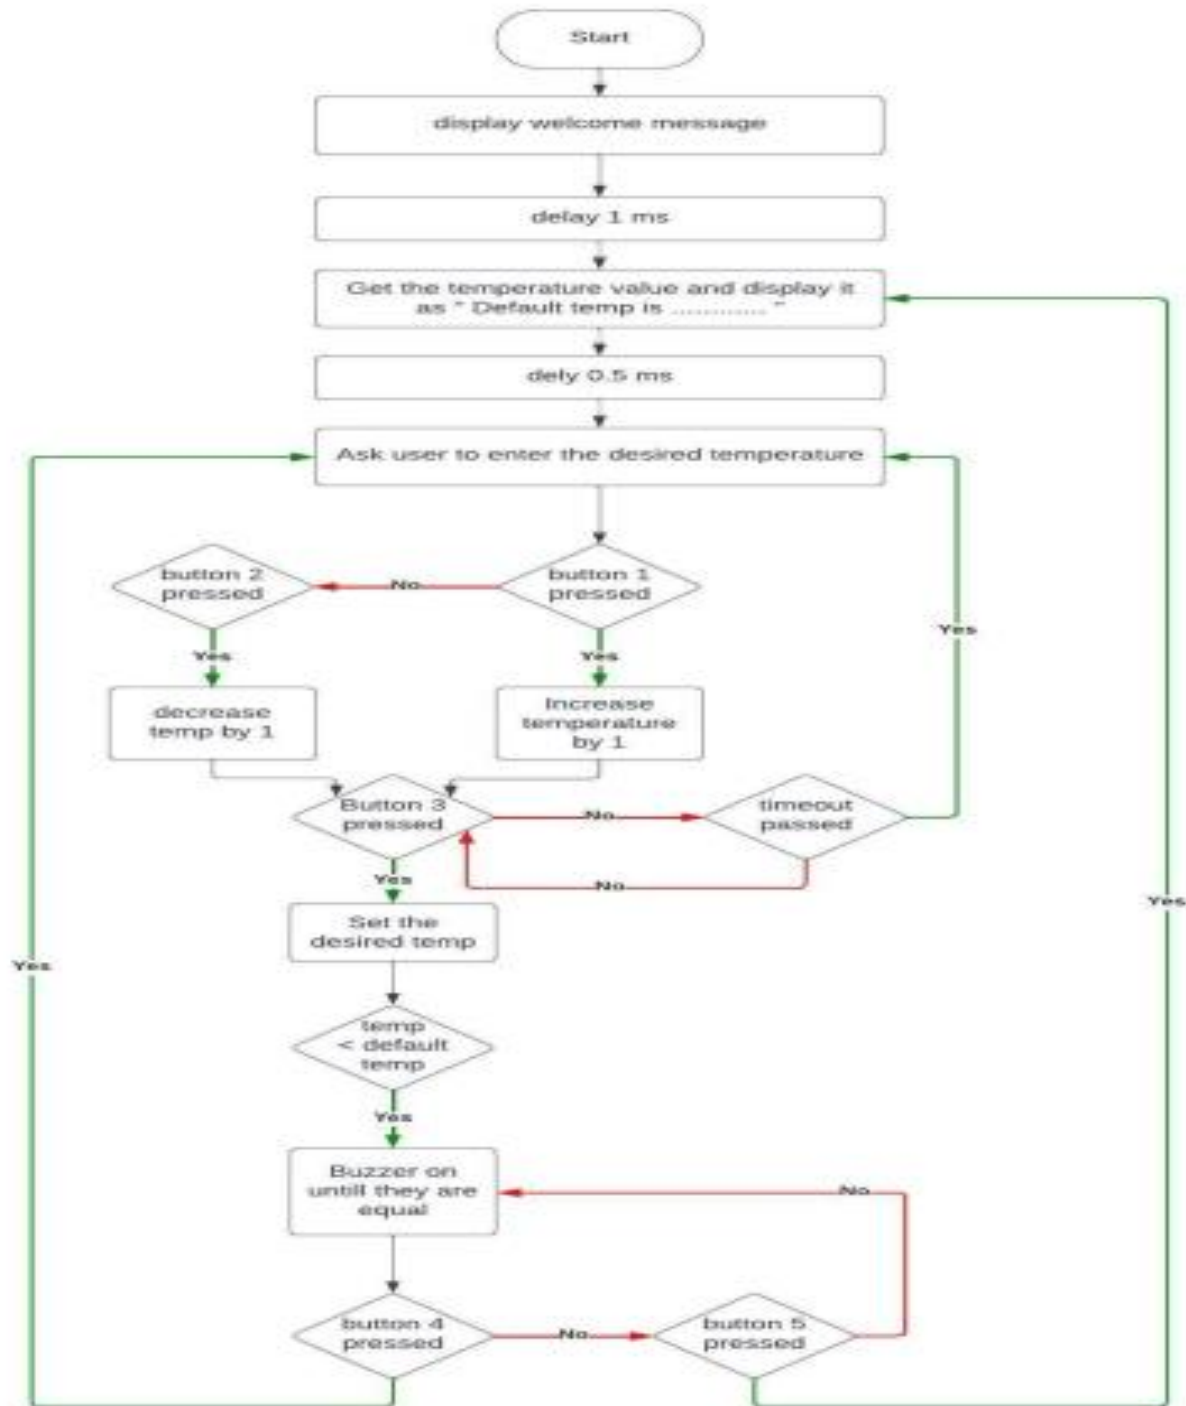 Start
display welcome message
delay 1 ms
Get the temperature value and display it
as " Default temp is ............. "
dely 0.5 ms
Ask user to enter the desired temperature
button 2
pressed
No
button 1
pressed
Yes
Yes
Yes
decrease
temp by 1
Increase
temperature
by 1
Button 3
pressed
No
timeout
passed
Yes
No
Yes
Set the
desired temp
Yes
temp
< default
temp
Yes
Buzzer on
untill they are
equal
No
button 4
pressed
No
button 5
pressed